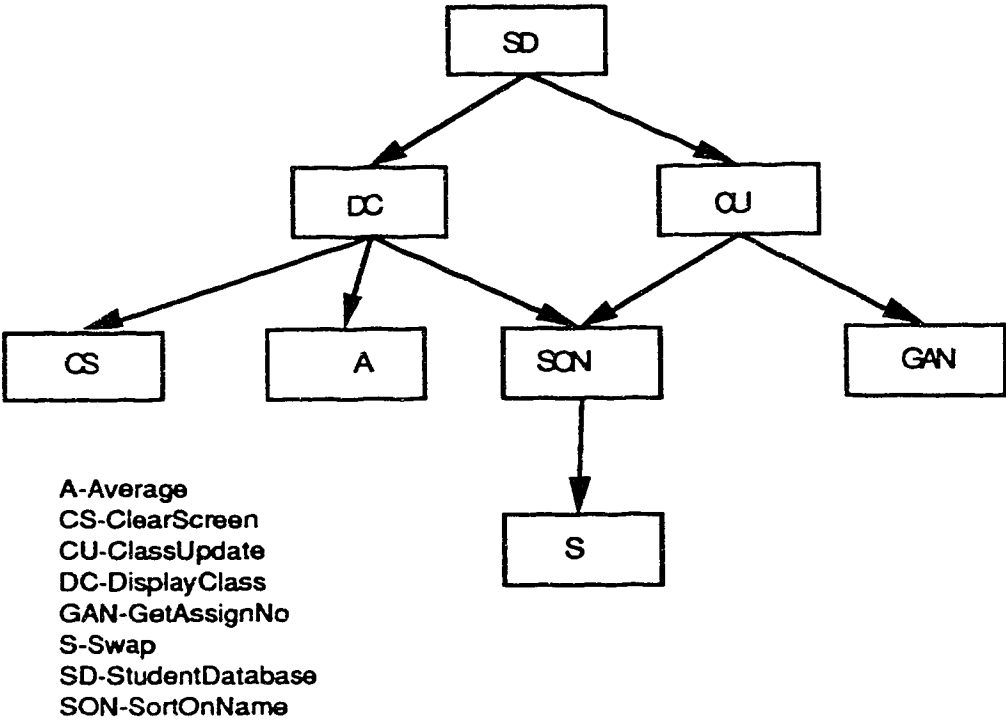 SD
DC
CU
CS
A
SON
GAN
S
A-Average
CS-ClearScreen
CU-ClassUpdate
DC-DisplayClass
GAN-GetAssignNo
S-Swap
SD-StudentDatabase
SON-SortOnName